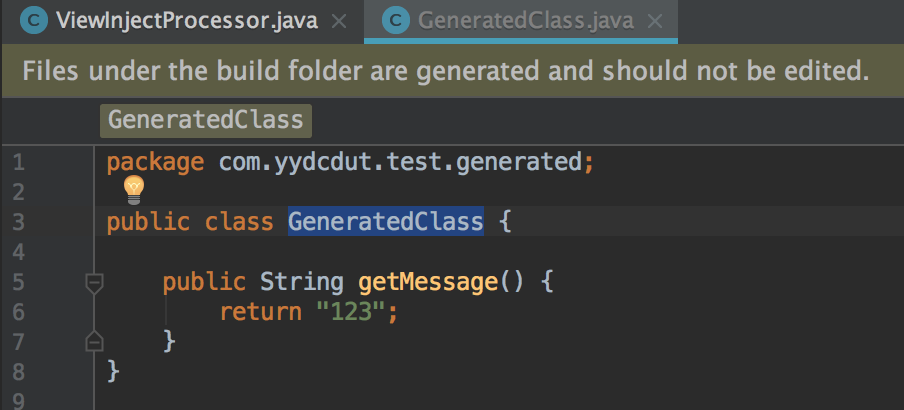 ViewInjectProcessor.java
GeneratedClass.java
Files under the build folder are generated and should not be edited.
GeneratedClass
1 package com.yydcdut.test.generated;
2
3 public class GeneratedClass {
4
5 public String getMessage() {
6 return "123";
7 }
8 }
9